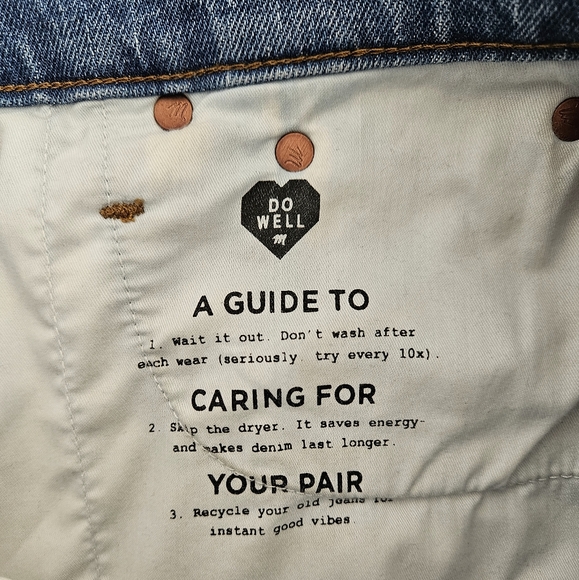 DO
WELL
m
A GUIDE TO
1. Wait it out. Don't wash after
each wear (seriously, try every 10x).
CARING FOR
2. Skip the dryer. It saves energy-
and makes denim last longer.
YOUR PAIR
3. Recycle your old jeans for
instant good vibes.